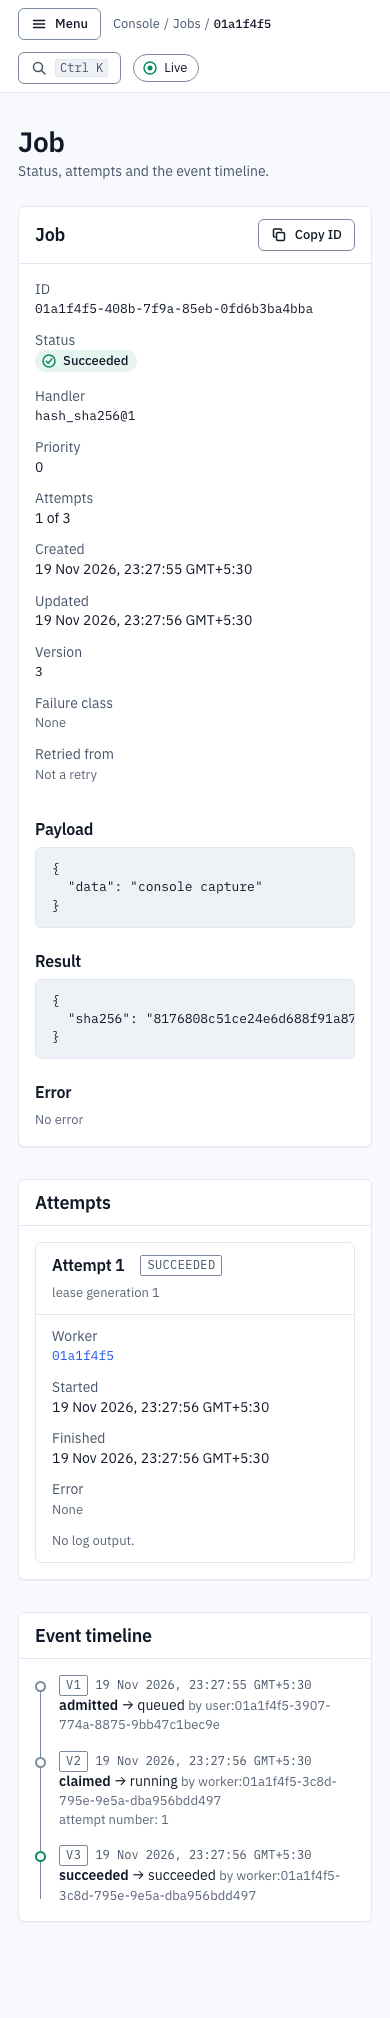 Menu Console / Jobs / 01a1f4f5
Ctrl K Live
Job
Status, attempts and the event timeline.
Job Copy ID
ID
01a1f4f5-408b-7f9a-85eb-0fd6b3ba4bba
Status
Succeeded
Handler
hash_sha256@1
Priority
0
Attempts
1 of 3
Created
19 Nov 2026, 23:27:55 GMT+5:30
Updated
19 Nov 2026, 23:27:56 GMT+5:30
Version
3
Failure class
None
Retried from
Not a retry
Payload
{
"data": "console capture"
}
Result
{
"sha256": "8176808c51ce24e6d688f91a87
}
Error
No error
Attempts
Attempt 1 SUCCEEDED
lease generation 1
Worker
01a1f4f5
Started
19 Nov 2026, 23:27:56 GMT+5:30
Finished
19 Nov 2026, 23:27:56 GMT+5:30
Error
None
No log output.
Event timeline
V1 19 Nov 2026, 23:27:55 GMT+5:30
admitted → queued by user:01a1f4f5-3907-
774a-8875-9bb47c1bec9e
V2 19 Nov 2026, 23:27:56 GMT+5:30
claimed → running by worker:01a1f4f5-3c8d-
795e-9e5a-dba956bdd497
attempt number: 1
V3 19 Nov 2026, 23:27:56 GMT+5:30
succeeded → succeeded by worker:01a1f4f5-
3c8d-795e-9e5a-dba956bdd497